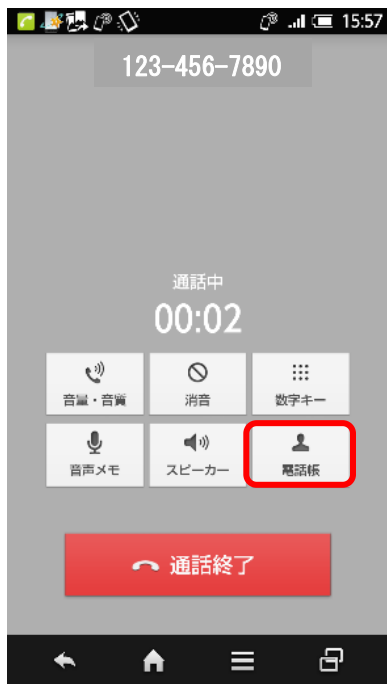 15:57
123-456-7890
通話中
00:02
音量・音質 消音 数字キー
音声メモ スピーカー 電話帳
通話終了